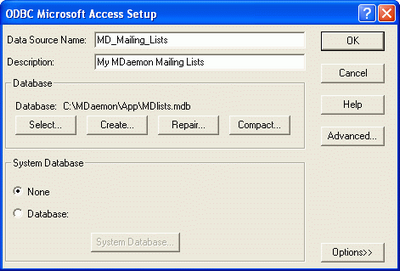 ODBC Microsoft Access Setup
Data Source Name: MD_Mailing_Lists
OK
Description: My MDaemon Mailing Lists
Cancel
Database
Database: C:\MDaemon\App\MDlists.mdb
Help
Select... Create... Repair... Compact...
Advanced...
System Database
None
Database:
System Database...
Options>>